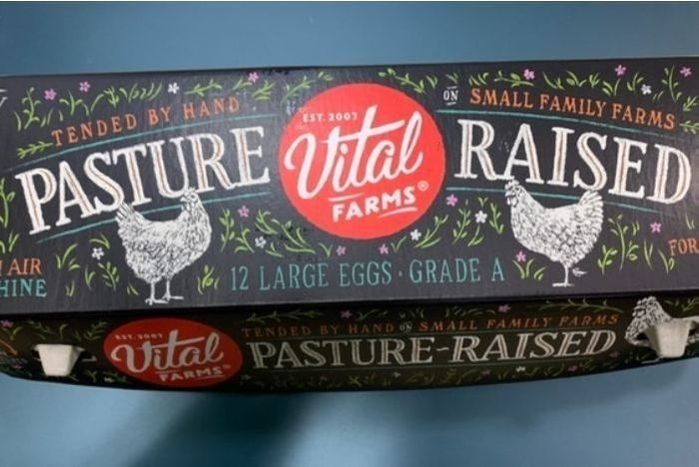 TENDED BY HAND
ON SMALL FAMILY FARMS
PASTURE
EST. 2007
Vital
FARMS®
RAISED
AIR
HINE
12 LARGE EGGS · GRADE A
FOR
EST. 2007
Vital
FARMS®
TENDED BY HAND ON SMALL FAMILY FARMS
PASTURE-RAISED